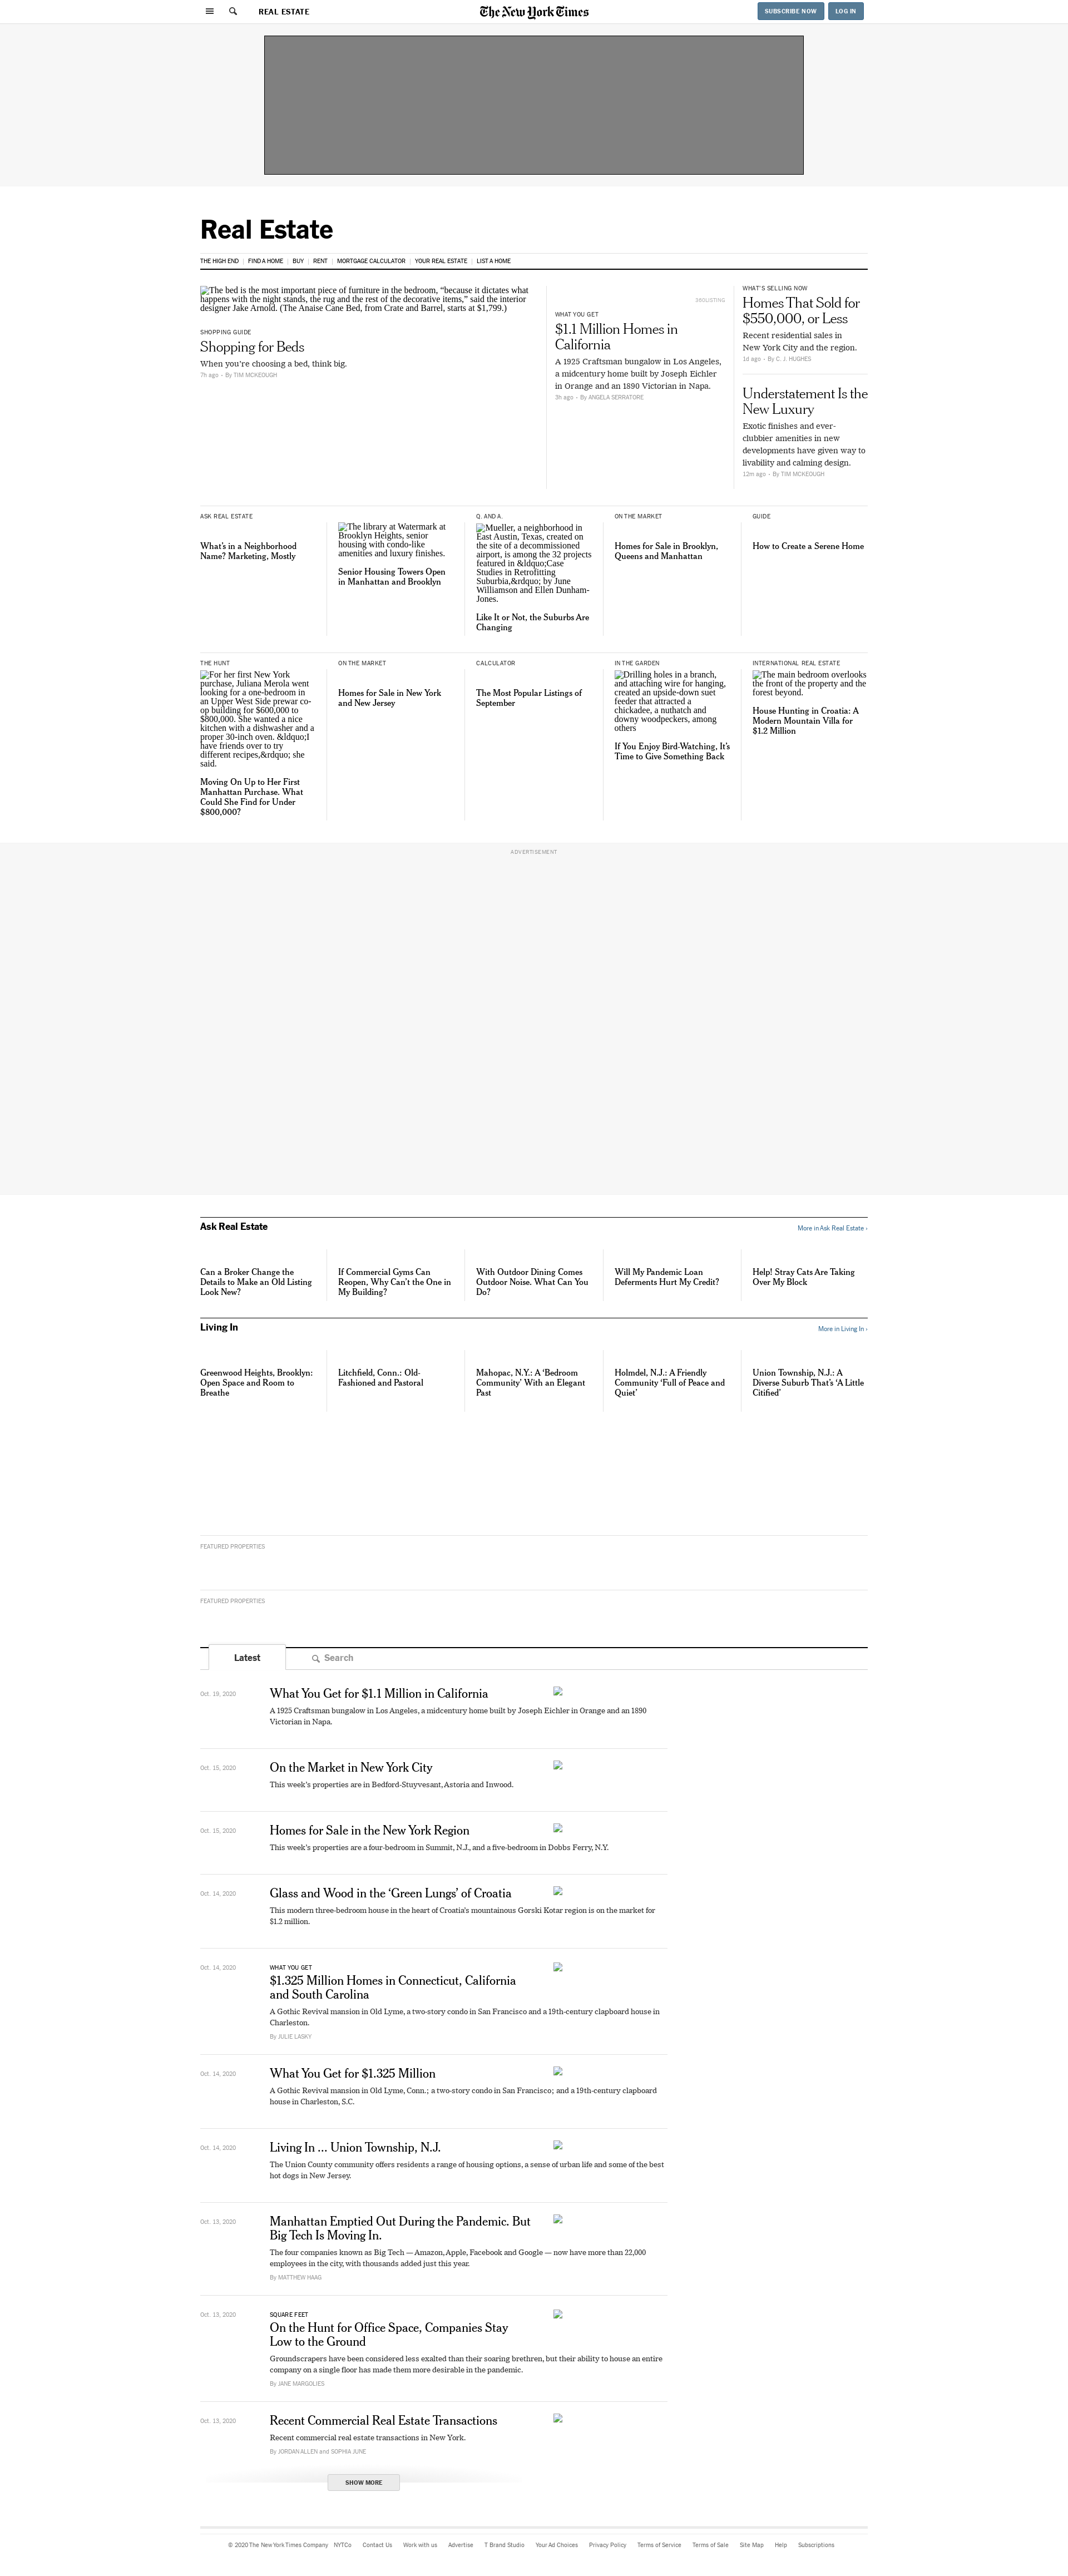 REAL ESTATE
The New York Times
SUBSCRIBE NOW
LOG IN
Real Estate
THE HIGH END
FIND A HOME
BUY
RENT
MORTGAGE CALCULATOR
YOUR REAL ESTATE
LIST A HOME
The bed is the most important piece of furniture in the bedroom, “because it dictates what
happens with the night stands, the rug and the rest of the decorative items,” said the interior
designer Jake Arnold. (The Anaise Cane Bed, from Crate and Barrel, starts at $1,799.)
SHOPPING GUIDE
Shopping for Beds
When you’re choosing a bed, think big.
7h ago - By TIM MCKEOUGH
360LISTING
WHAT YOU GET
$1.1 Million Homes in
California
A 1925 Craftsman bungalow in Los Angeles,
a midcentury home built by Joseph Eichler
in Orange and an 1890 Victorian in Napa.
3h ago - By ANGELA SERRATORE
WHAT’S SELLING NOW
Homes That Sold for
$550,000, or Less
Recent residential sales in
New York City and the region.
1d ago - By C. J. HUGHES
Understatement Is the
New Luxury
Exotic finishes and ever-
clubbier amenities in new
developments have given way to
livability and calming design.
12m ago - By TIM MCKEOUGH
ASK REAL ESTATE
What’s in a Neighborhood
Name? Marketing, Mostly
The library at Watermark at
Brooklyn Heights, senior
housing with condo-like
amenities and luxury finishes.
Senior Housing Towers Open
in Manhattan and Brooklyn
Q. AND A.
Mueller, a neighborhood in
East Austin, Texas, created on
the site of a decommissioned
airport, is among the 32 projects
featured in &ldquo;Case
Studies in Retrofitting
Suburbia,&rdquo; by June
Williamson and Ellen Dunham-
Jones.
Like It or Not, the Suburbs Are
Changing
ON THE MARKET
Homes for Sale in Brooklyn,
Queens and Manhattan
GUIDE
How to Create a Serene Home
THE HUNT
For her first New York
purchase, Juliana Merola went
looking for a one-bedroom in
an Upper West Side prewar co-
op building for $600,000 to
$800,000. She wanted a nice
kitchen with a dishwasher and a
proper 30-inch oven. &ldquo;I
have friends over to try
different recipes,&rdquo; she
said.
Moving On Up to Her First
Manhattan Purchase. What
Could She Find for Under
$800,000?
ON THE MARKET
Homes for Sale in New York
and New Jersey
CALCULATOR
The Most Popular Listings of
September
IN THE GARDEN
Drilling holes in a branch,
and attaching wire for hanging,
created an upside-down suet
feeder that attracted a
chickadee, a nuthatch and
downy woodpeckers, among
others
If You Enjoy Bird-Watching, It’s
Time to Give Something Back
INTERNATIONAL REAL ESTATE
The main bedroom overlooks
the front of the property and the
forest beyond.
House Hunting in Croatia: A
Modern Mountain Villa for
$1.2 Million
ADVERTISEMENT
Ask Real Estate
More in Ask Real Estate ›
Can a Broker Change the
Details to Make an Old Listing
Look New?
If Commercial Gyms Can
Reopen, Why Can’t the One in
My Building?
With Outdoor Dining Comes
Outdoor Noise. What Can You
Do?
Will My Pandemic Loan
Deferments Hurt My Credit?
Help! Stray Cats Are Taking
Over My Block
Living In
More in Living In ›
Greenwood Heights, Brooklyn:
Open Space and Room to
Breathe
Litchfield, Conn.: Old-
Fashioned and Pastoral
Mahopac, N.Y.: A ‘Bedroom
Community’ With an Elegant
Past
Holmdel, N.J.: A Friendly
Community ‘Full of Peace and
Quiet’
Union Township, N.J.: A
Diverse Suburb That’s ‘A Little
Citified’
FEATURED PROPERTIES
FEATURED PROPERTIES
Latest
Search
Oct. 19, 2020
What You Get for $1.1 Million in California
A 1925 Craftsman bungalow in Los Angeles, a midcentury home built by Joseph Eichler in Orange and an 1890
Victorian in Napa.
Oct. 15, 2020
On the Market in New York City
This week’s properties are in Bedford-Stuyvesant, Astoria and Inwood.
Oct. 15, 2020
Homes for Sale in the New York Region
This week’s properties are a four-bedroom in Summit, N.J., and a five-bedroom in Dobbs Ferry, N.Y.
Oct. 14, 2020
Glass and Wood in the ‘Green Lungs’ of Croatia
This modern three-bedroom house in the heart of Croatia’s mountainous Gorski Kotar region is on the market for
$1.2 million.
Oct. 14, 2020
WHAT YOU GET
$1.325 Million Homes in Connecticut, California
and South Carolina
A Gothic Revival mansion in Old Lyme, a two-story condo in San Francisco and a 19th-century clapboard house in
Charleston.
By JULIE LASKY
Oct. 14, 2020
What You Get for $1.325 Million
A Gothic Revival mansion in Old Lyme, Conn.; a two-story condo in San Francisco; and a 19th-century clapboard
house in Charleston, S.C.
Oct. 14, 2020
Living In ... Union Township, N.J.
The Union County community offers residents a range of housing options, a sense of urban life and some of the best
hot dogs in New Jersey.
Oct. 13, 2020
Manhattan Emptied Out During the Pandemic. But
Big Tech Is Moving In.
The four companies known as Big Tech — Amazon, Apple, Facebook and Google — now have more than 22,000
employees in the city, with thousands added just this year.
By MATTHEW HAAG
Oct. 13, 2020
SQUARE FEET
On the Hunt for Office Space, Companies Stay
Low to the Ground
Groundscrapers have been considered less exalted than their soaring brethren, but their ability to house an entire
company on a single floor has made them more desirable in the pandemic.
By JANE MARGOLIES
Oct. 13, 2020
Recent Commercial Real Estate Transactions
Recent commercial real estate transactions in New York.
By JORDAN ALLEN and SOPHIA JUNE
SHOW MORE
© 2020 The New York Times Company
NYTCo
Contact Us
Work with us
Advertise
T Brand Studio
Your Ad Choices
Privacy Policy
Terms of Service
Terms of Sale
Site Map
Help
Subscriptions